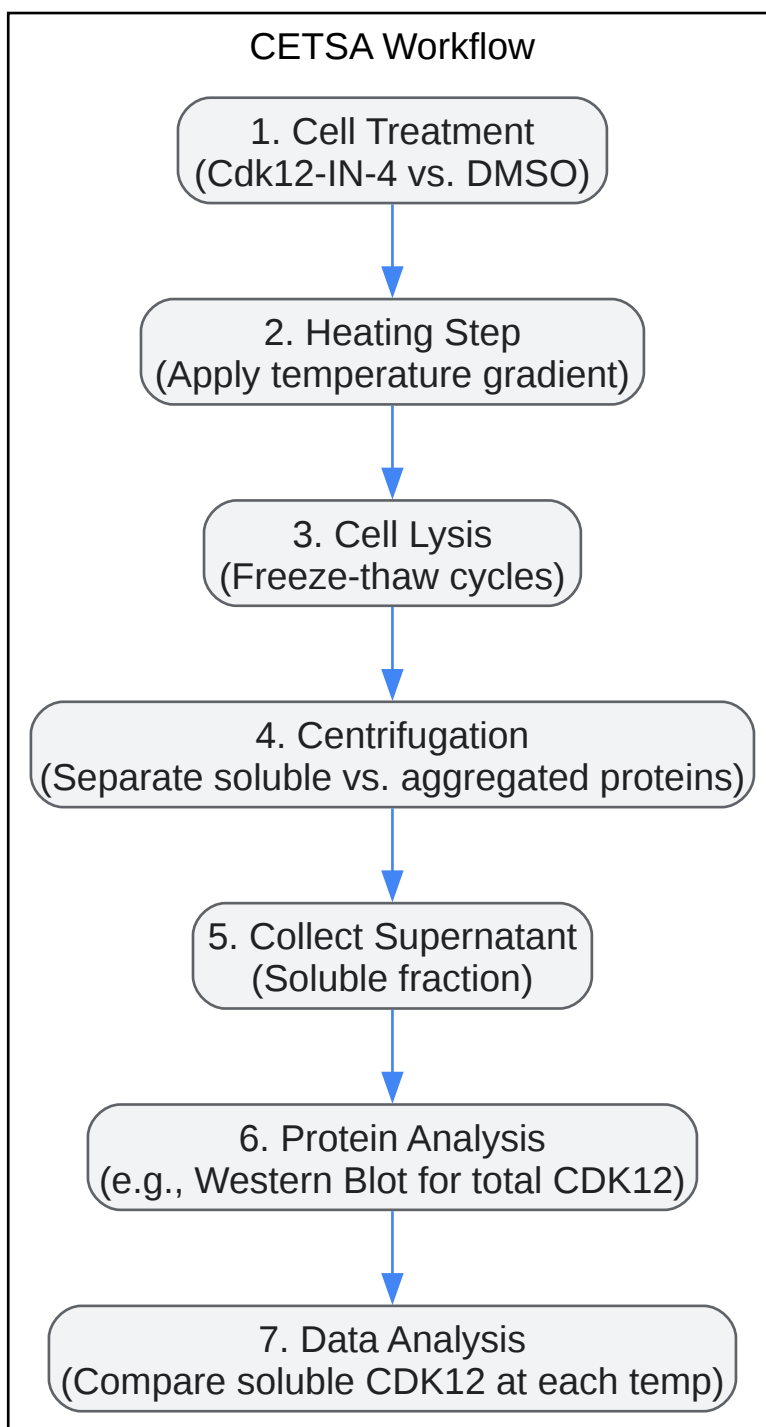 CETSA Workflow
1. Cell Treatment
(Cdk12-IN-4 vs. DMSO)
2. Heating Step
(Apply temperature gradient)
3. Cell Lysis
(Freeze-thaw cycles)
4. Centrifugation
(Separate soluble vs. aggregated proteins)
5. Collect Supernatant
(Soluble fraction)
6. Protein Analysis
(e.g., Western Blot for total CDK12)
7. Data Analysis
(Compare soluble CDK12 at each temp)